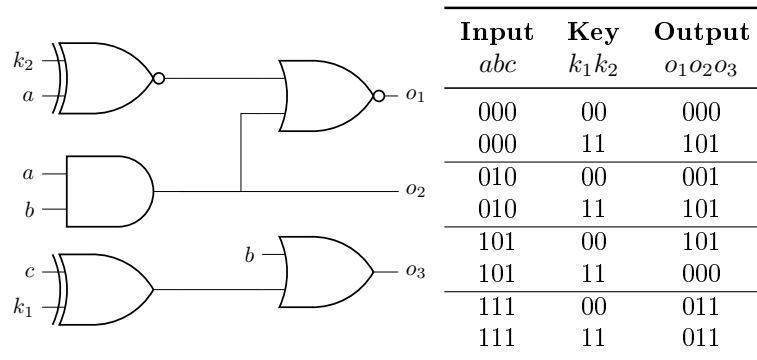 k₂
a
o₁
a
b
o₂
c
k₁
b
o₃
Input Key Output
abc k₁k₂ o₁o₂o₃
000 00 000
000 11 101
010 00 001
010 11 101
101 00 101
101 11 000
111 00 011
111 11 011